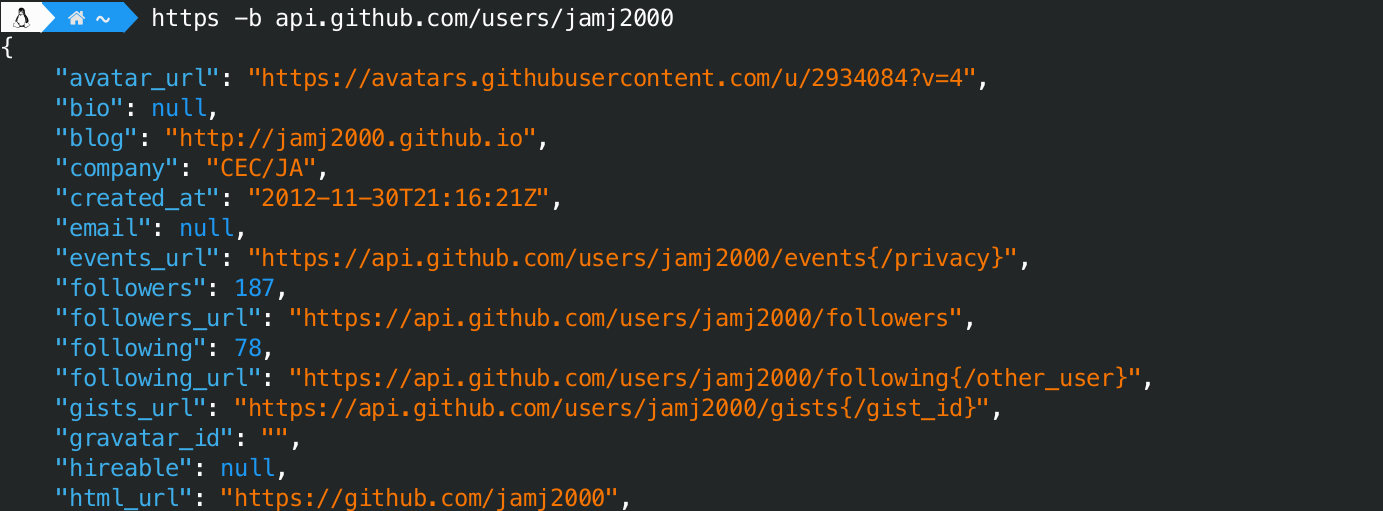 ~ https -b api.github.com/users/jamj2000
{
    "avatar_url": "https://avatars.githubusercontent.com/u/2934084?v=4",
    "bio": null,
    "blog": "http://jamj2000.github.io",
    "company": "CEC/JA",
    "created_at": "2012-11-30T21:16:21Z",
    "email": null,
    "events_url": "https://api.github.com/users/jamj2000/events{/privacy}",
    "followers": 187,
    "followers_url": "https://api.github.com/users/jamj2000/followers",
    "following": 78,
    "following_url": "https://api.github.com/users/jamj2000/following{/other_user}",
    "gists_url": "https://api.github.com/users/jamj2000/gists{/gist_id}",
    "gravatar_id": "",
    "hireable": null,
    "html_url": "https://github.com/jamj2000",